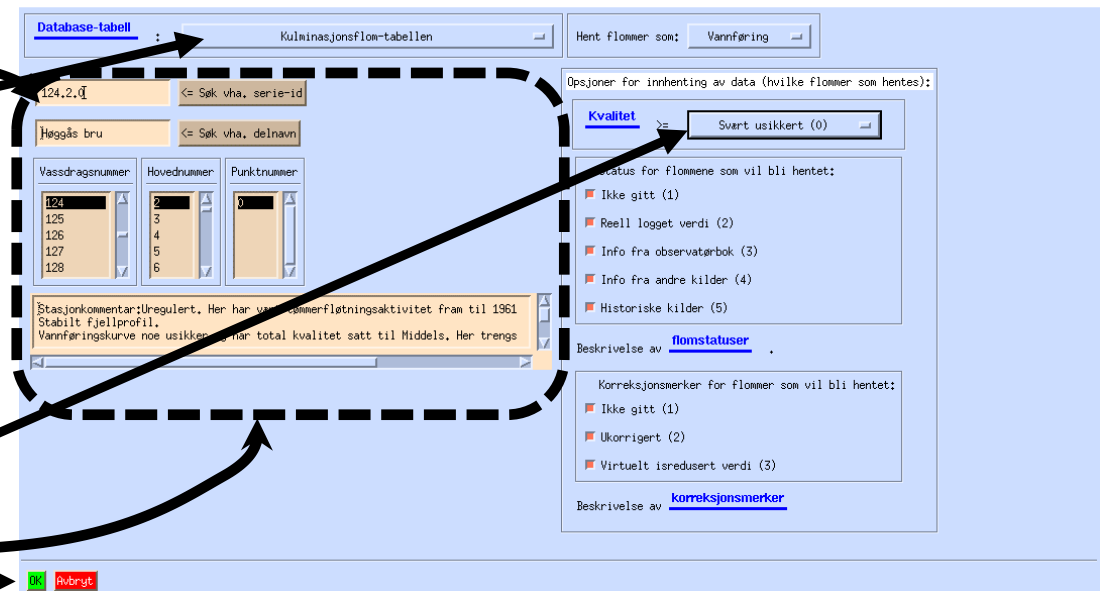 Database-tabell : Kulminasjonsflom-tabellen
Hent flommer som: Vannføring
124.2.0 <= Søk vha. serie-id
Høggås bru <= Søk vha. delnavn
Vassdragsnummer Hovednummer Punktnummer
124 2 0
125 3
126 4
127 5
128 6
Stasjonkommentar:Uregulert. Her har vært tømmerfløtningsaktivitet fram til 1961
Stabilt fjellprofil.
Vannføringskurve noe usikker og har total kvalitet satt til Middels. Her trengs
Opsjoner for innhenting av data (hvilke flommer som hentes):
Kvalitet >= Svært usikkert (0)
Status for flommene som vil bli hentet:
Ikke gitt (1)
Reell logget verdi (2)
Info fra observatørbok (3)
Info fra andre kilder (4)
Historiske kilder (5)
Beskrivelse av flomstatuser .
Korreksjonsmerker for flommer som vil bli hentet:
Ikke gitt (1)
Ukorrigert (2)
Virtuelt isredusert verdi (3)
Beskrivelse av korreksjonsmerker
OK Avbryt